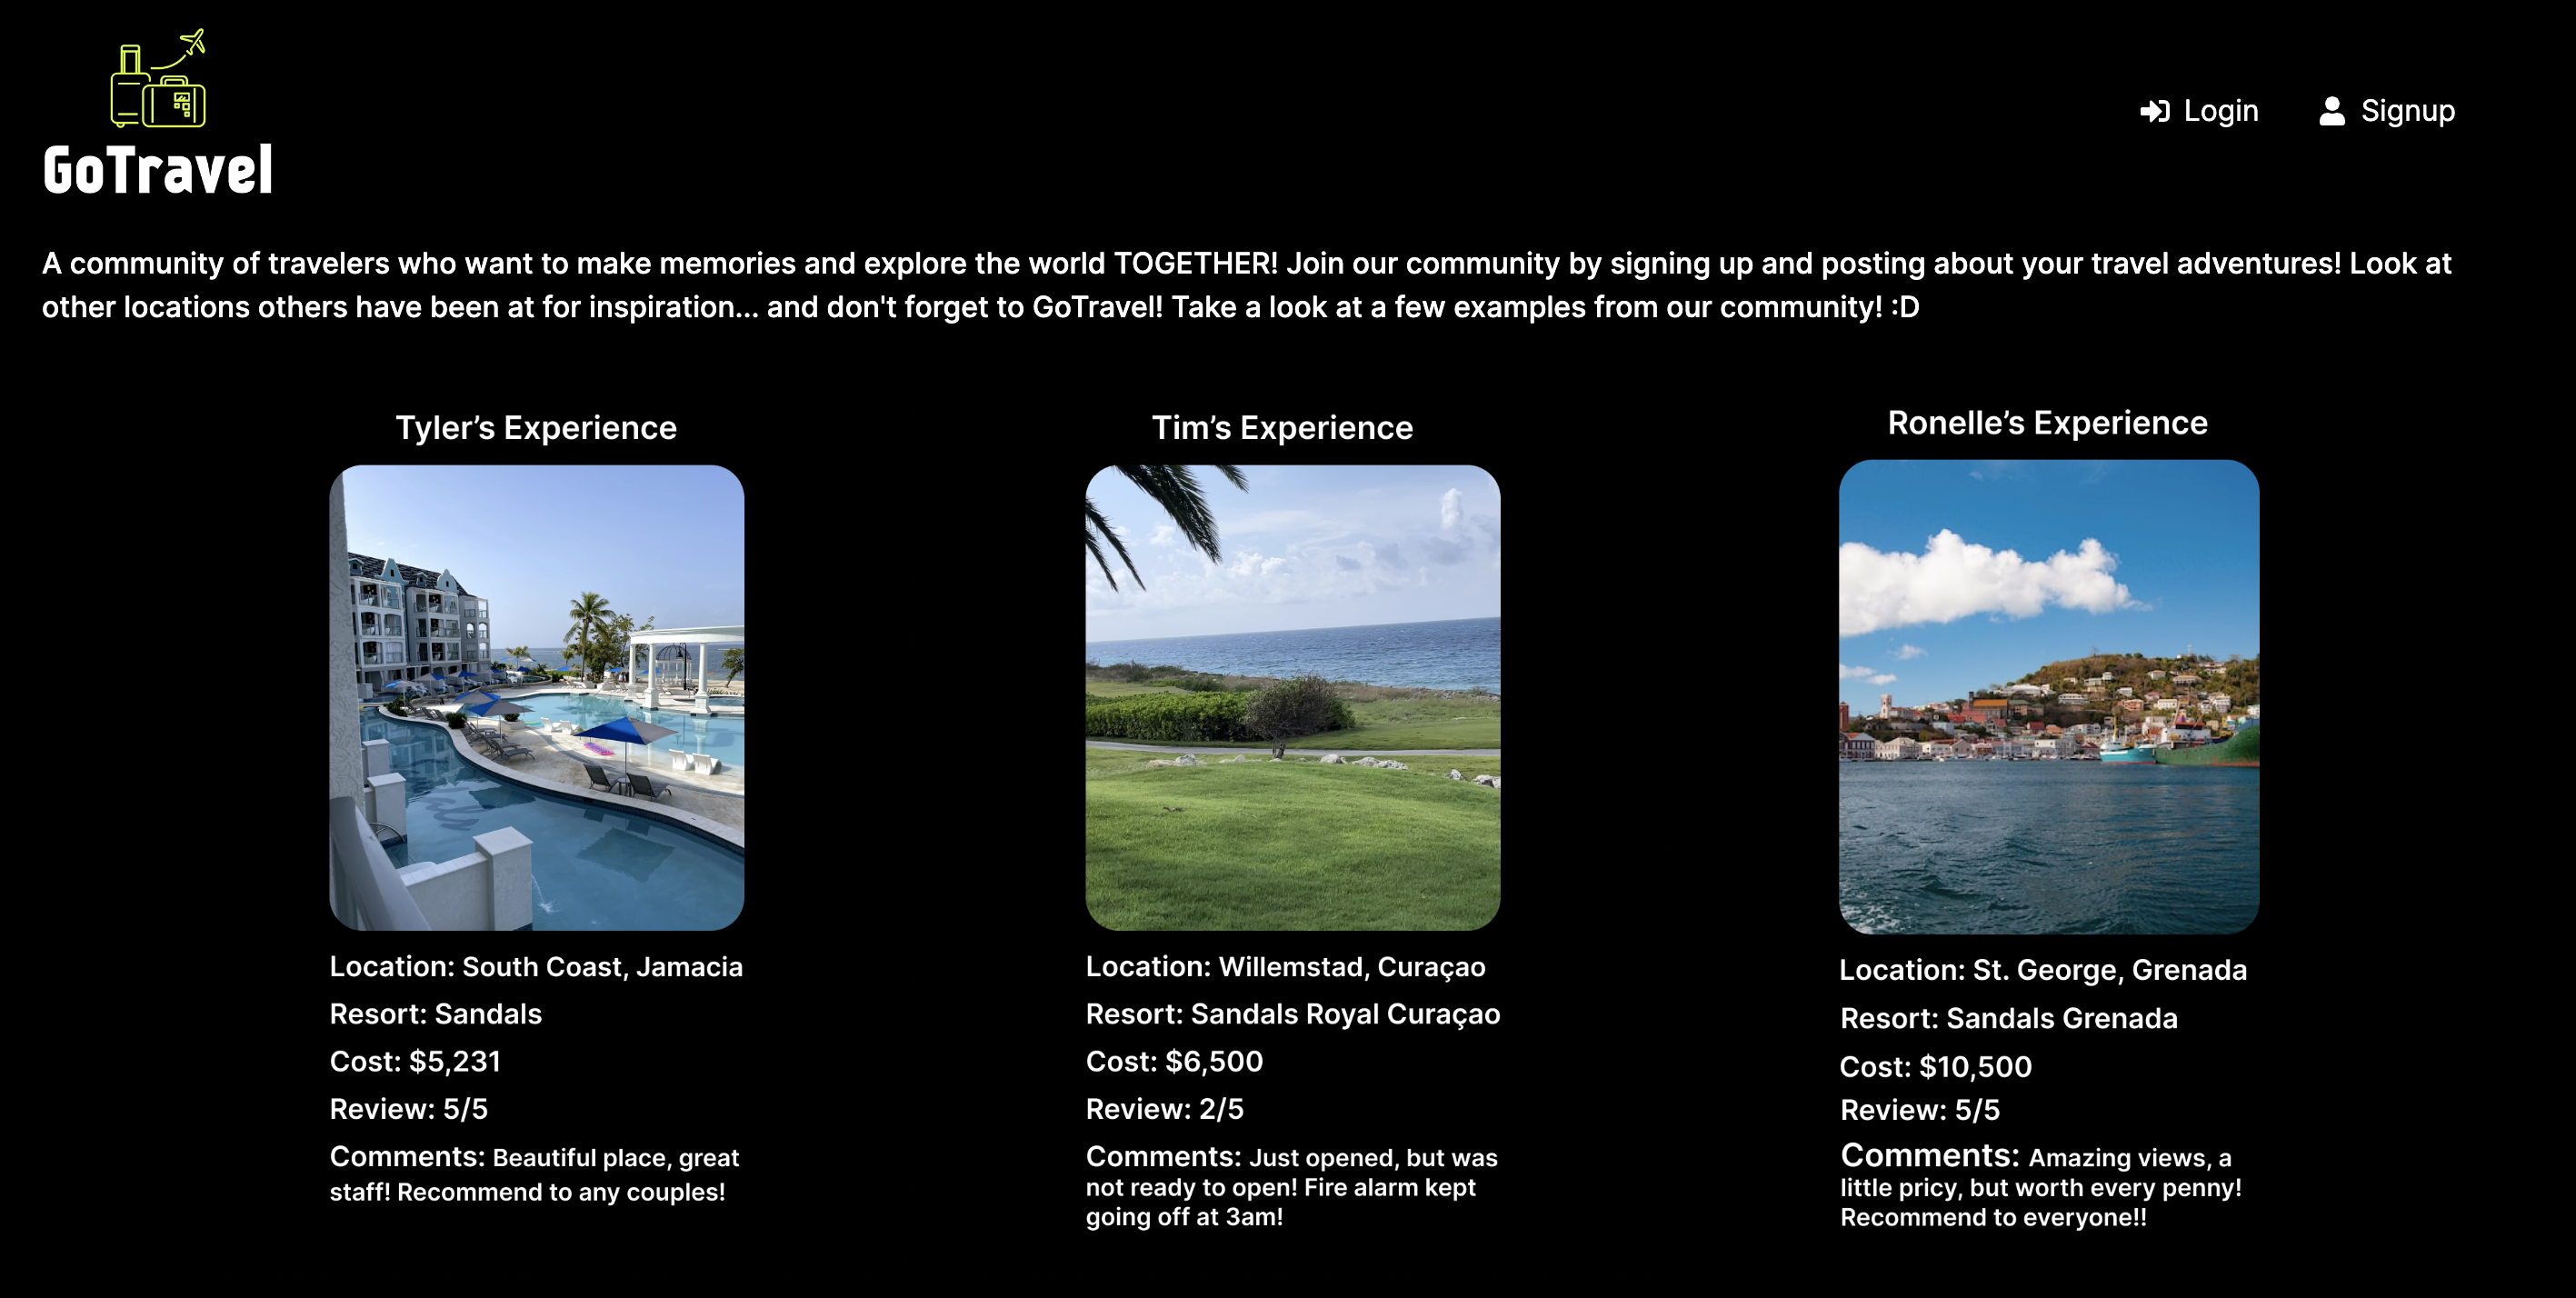 GoTravel
Login
Signup
A community of travelers who want to make memories and explore the world TOGETHER! Join our community by signing up and posting about your travel adventures! Look at
other locations others have been at for inspiration... and don't forget to GoTravel! Take a look at a few examples from our community! :D
Tyler’s Experience
Location: South Coast, Jamacia
Resort: Sandals
Cost: $5,231
Review: 5/5
Comments: Beautiful place, great
staff! Recommend to any couples!
Tim’s Experience
Location: Willemstad, Curaçao
Resort: Sandals Royal Curaçao
Cost: $6,500
Review: 2/5
Comments: Just opened, but was
not ready to open! Fire alarm kept
going off at 3am!
Ronelle’s Experience
Location: St. George, Grenada
Resort: Sandals Grenada
Cost: $10,500
Review: 5/5
Comments: Amazing views, a
little pricy, but worth every penny!
Recommend to everyone!!